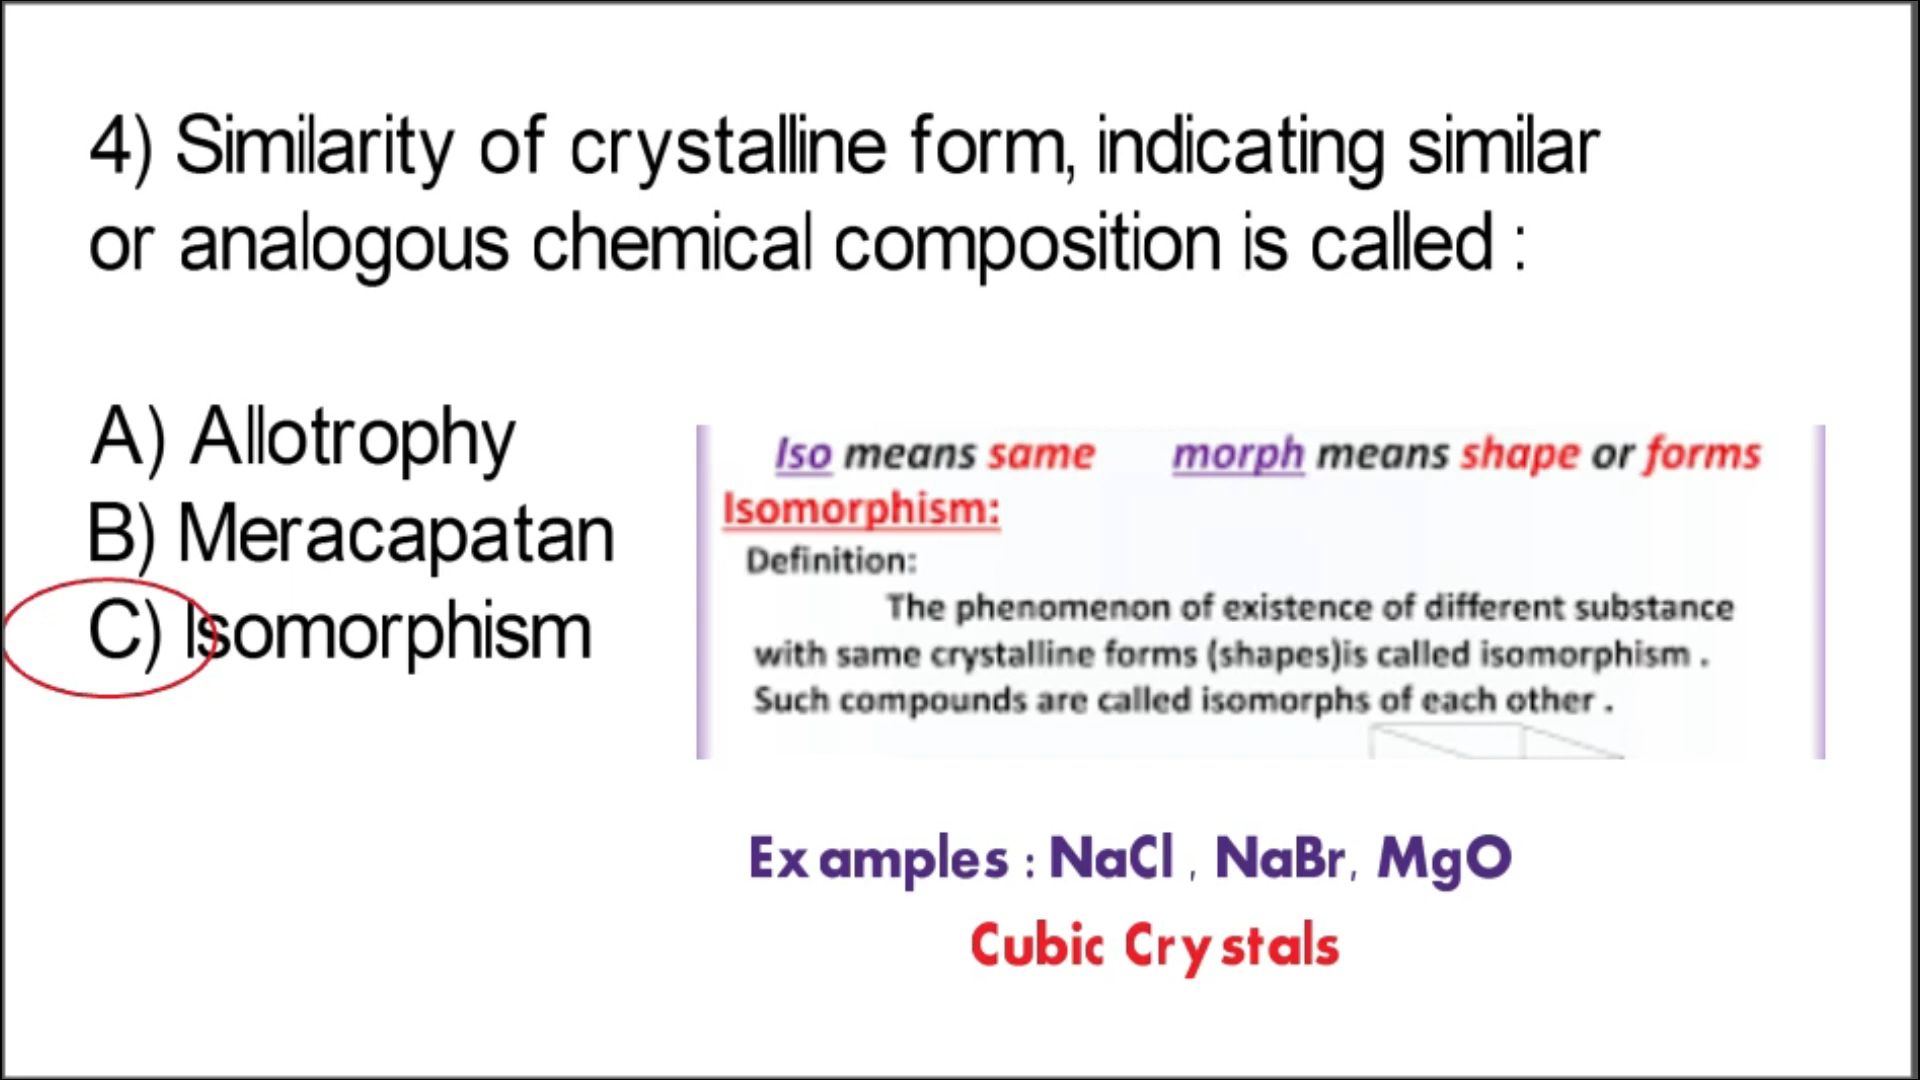 4) Similarity of crystalline form, indicating similar
or analogous chemical composition is called :
A) Allotrophy
B) Meracapatan
C) Isomorphism
Iso means same morph means shape or forms
Isomorphism:
Definition:
The phenomenon of existence of different substance
with same crystalline forms (shapes)is called isomorphism .
Such compounds are called isomorphs of each other .
Examples : NaCl , NaBr, MgO
Cubic Crystals